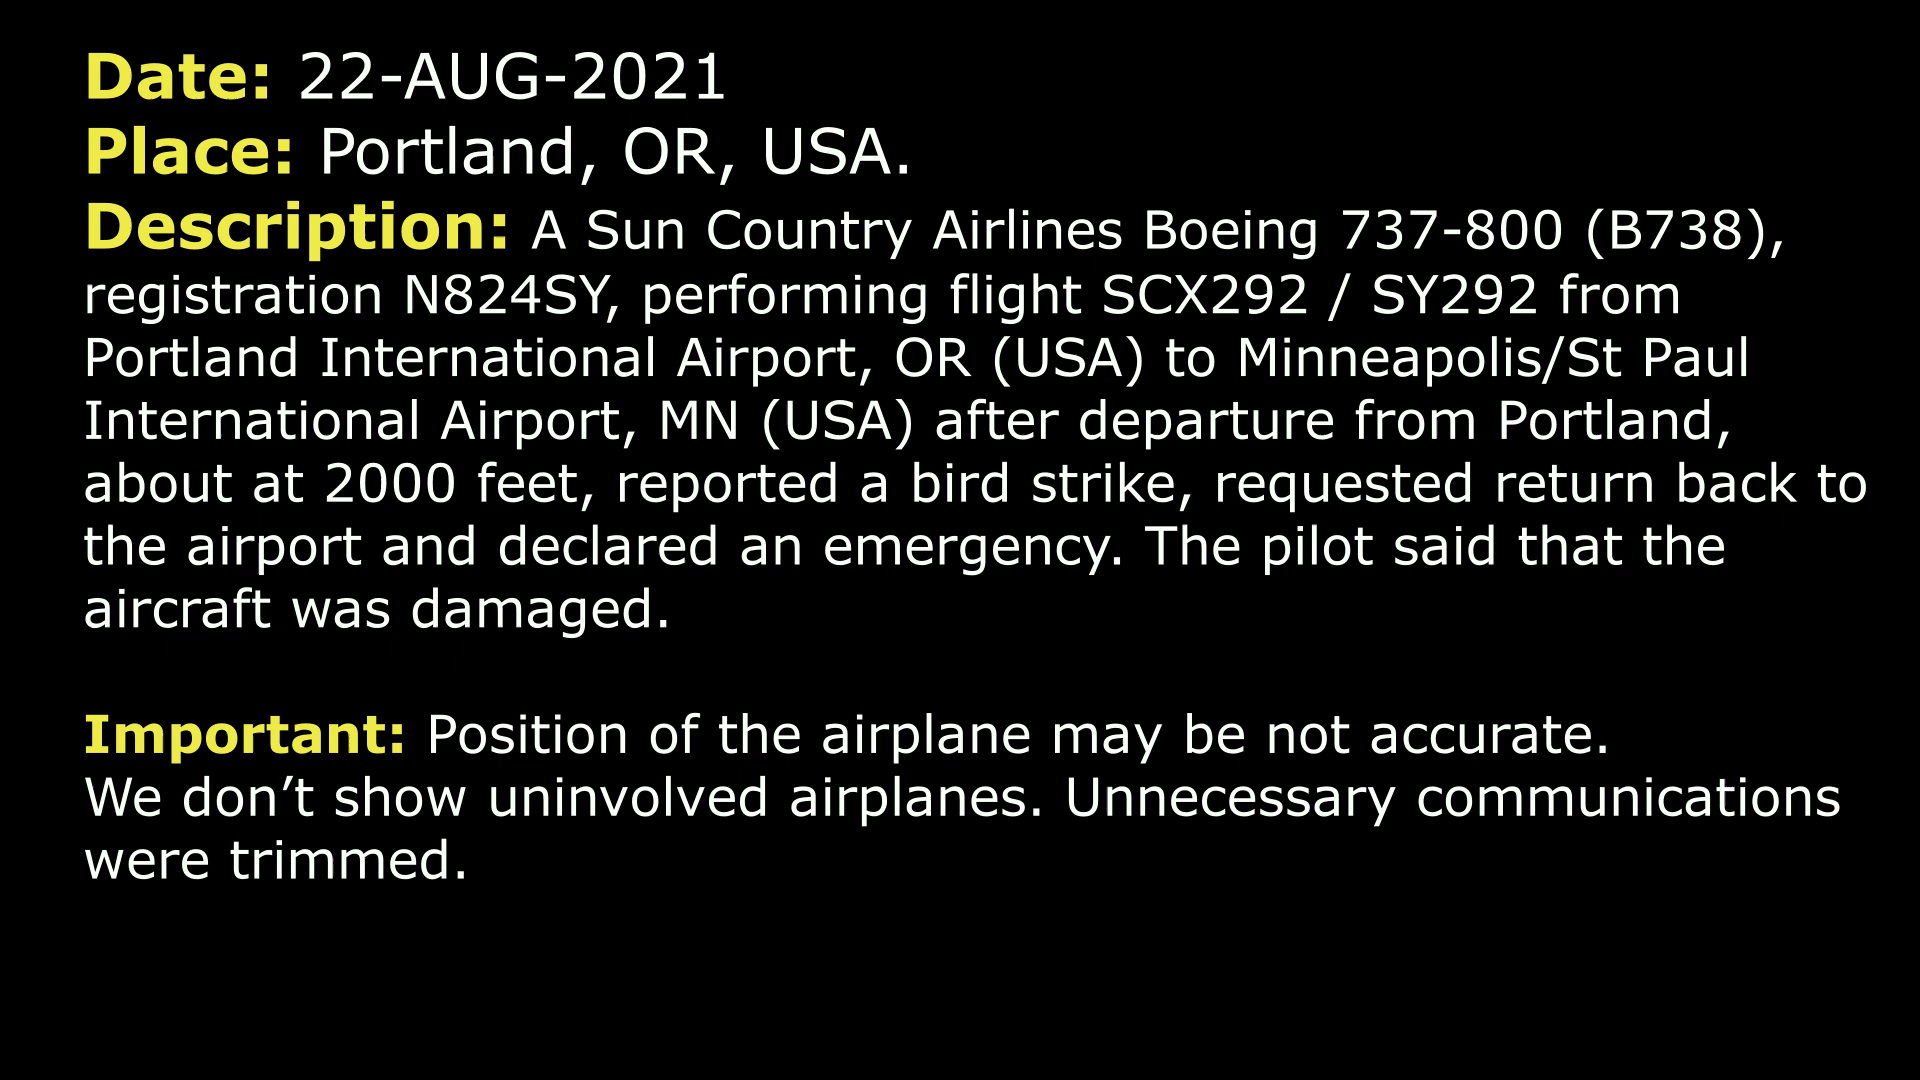 Date: 22-AUG-2021
Place: Portland, OR, USA.
Description: A Sun Country Airlines Boeing 737-800 (B738),
registration N824SY, performing flight SCX292 / SY292 from
Portland International Airport, OR (USA) to Minneapolis/St Paul
International Airport, MN (USA) after departure from Portland,
about at 2000 feet, reported a bird strike, requested return back to
the airport and declared an emergency. The pilot said that the
aircraft was damaged.
Important: Position of the airplane may be not accurate.
We don’t show uninvolved airplanes. Unnecessary communications
were trimmed.